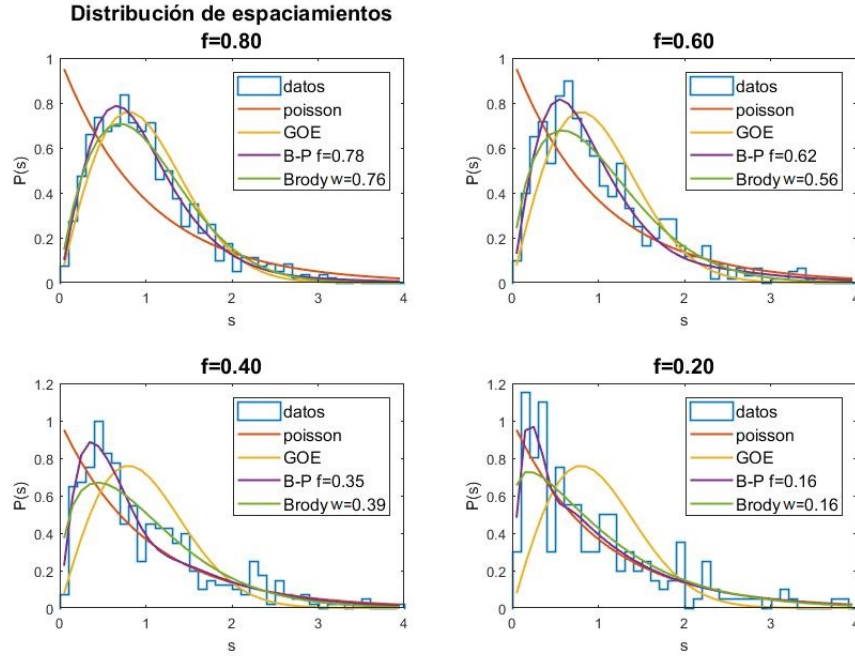 Distribución de espaciamientos
f=0.80
P(s)
1
0.8
0.6
0.4
0.2
0
0 1 2 3 4
s
datos
poisson
GOE
B-P f=0.78
Brody w=0.76
f=0.60
P(s)
1
0.8
0.6
0.4
0.2
0
0 1 2 3 4
s
datos
poisson
GOE
B-P f=0.62
Brody w=0.56
f=0.40
P(s)
1.2
1
0.8
0.6
0.4
0.2
0
0 1 2 3 4
s
datos
poisson
GOE
B-P f=0.35
Brody w=0.39
f=0.20
P(s)
1.2
1
0.8
0.6
0.4
0.2
0
0 1 2 3 4
s
datos
poisson
GOE
B-P f=0.16
Brody w=0.16